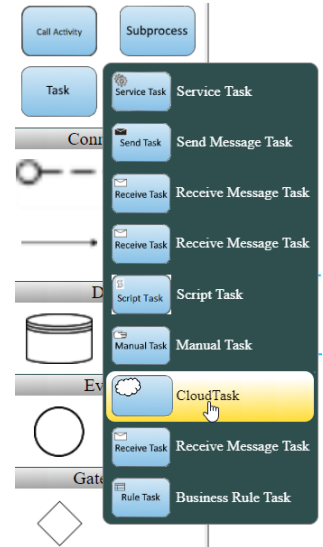 Call Activity
Subprocess
Task
Service Task Service Task
Conn
Send Task Send Message Task
Receive Task Receive Message Task
Receive Task Receive Message Task
D
Script Task Script Task
Manual Task Manual Task
Ev
CloudTask
Receive Task Receive Message Task
Gate
Rule Task Business Rule Task